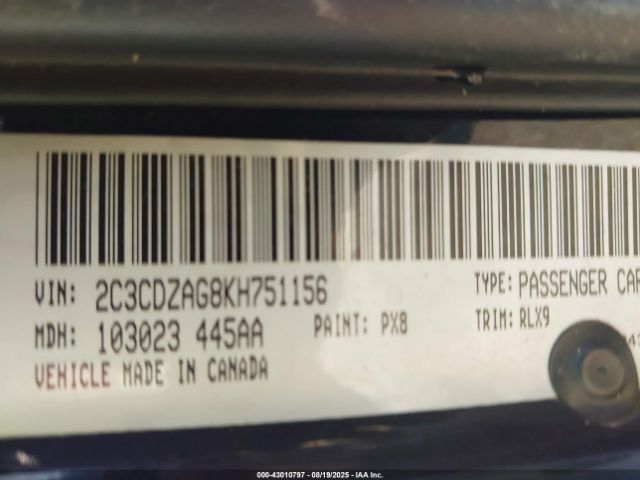 VIN: 2C3CDZAG8KH751156 TYPE: PASSENGER CAR
MDH: 103023 445AA PAINT: PX8 TRIM: RLX9
VEHICLE MADE IN CANADA
000-43010797 - 08/19/2025 - IAA Inc.